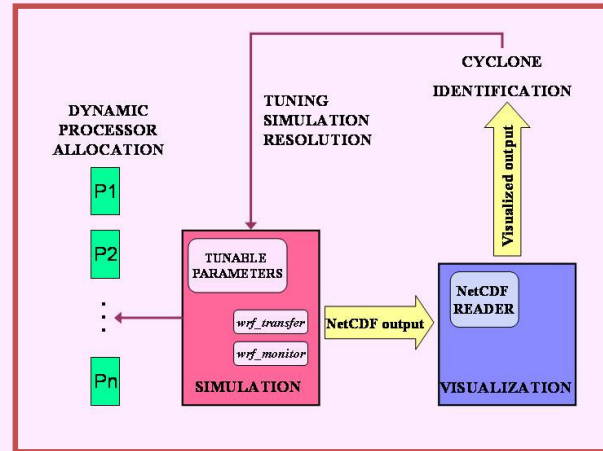 CYCLONE
IDENTIFICATION
TUNING
SIMULATION
RESOLUTION
DYNAMIC
PROCESSOR
ALLOCATION
P1
P2
Pn
TUNABLE
PARAMETERS
wrf_transfer
wrf_monitor
SIMULATION
NetCDF output
Visualized output
NetCDF
READER
VISUALIZATION